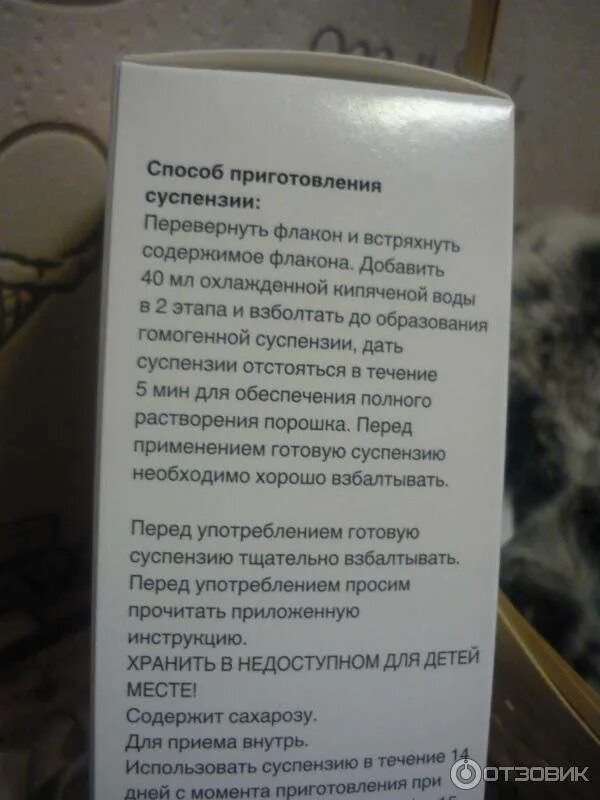 Способ приготовления
суспензии:
Перевернуть флакон и встряхнуть
содержимое флакона. Добавить
40 мл охлажденной кипяченой воды
в 2 этапа и взболтать до образования
гомогенной суспензии, дать
суспензии отстояться в течение
5 мин для обеспечения полного
растворения порошка. Перед
применением готовую суспензию
необходимо хорошо взбалтывать.
Перед употреблением готовую
суспензию тщательно взбалтывать.
Перед употреблением просим
прочитать приложенную
инструкцию.
ХРАНИТЬ В НЕДОСТУПНОМ ДЛЯ ДЕТЕЙ
МЕСТЕ!
Содержит сахарозу.
Для приема внутрь.
Использовать суспензию в течение 14
дней с момента приготовления при
ОТЗОВИК